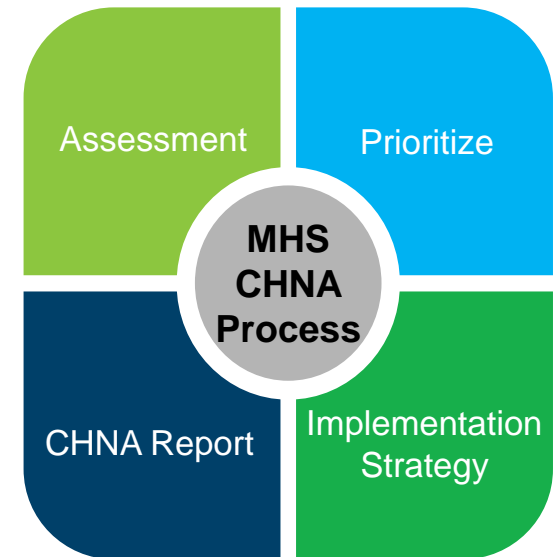 Assessment
Prioritize
MHS
CHNA
Process
CHNA Report
Implementation
Strategy